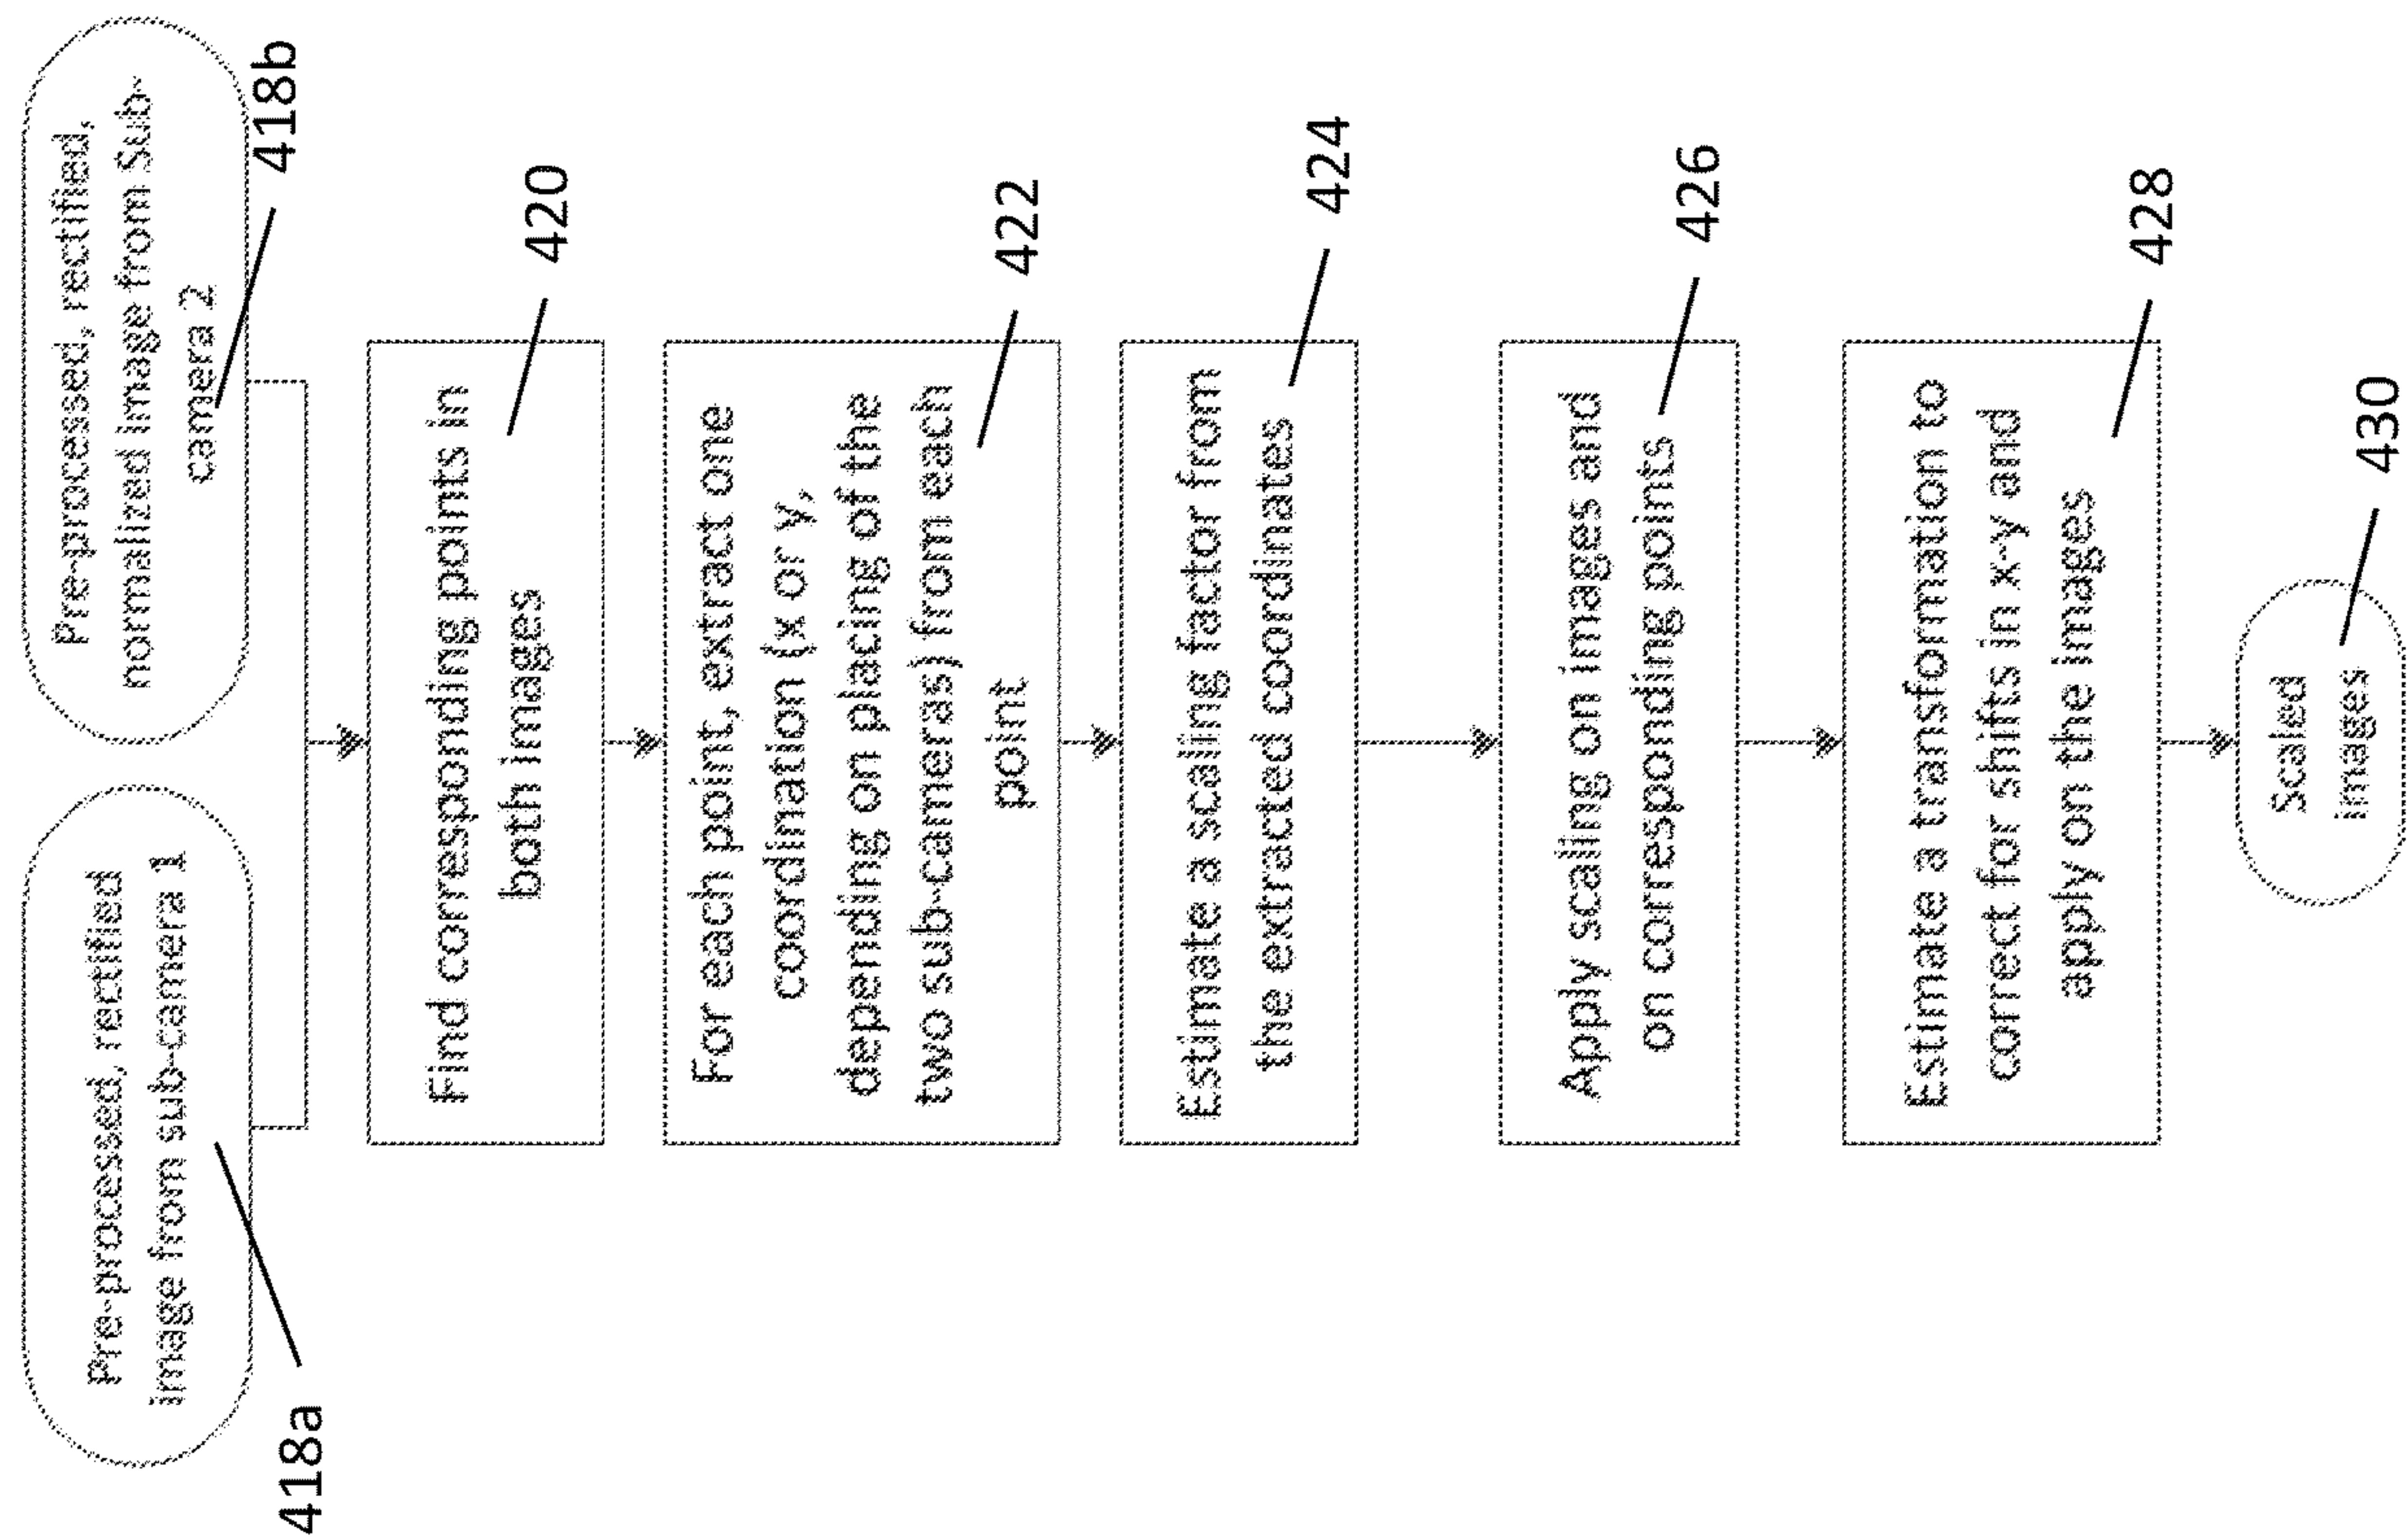 Pre-processed, rectified
image from sub-camera 1
418a
Pre-processed, rectified,
normalized image from Sub-
camera 2
418b
Find corresponding points in
both images
420
For each point, extract one
coordination (x or y,
depending on placing of the
two sub-cameras) from each
point
422
Estimate a scaling factor from
the extracted coordinates
424
Apply scaling on images and
on corresponding points
426
Estimate a transformation to
correct for shifts in x-y and
apply on the images
428
Scaled
images
430